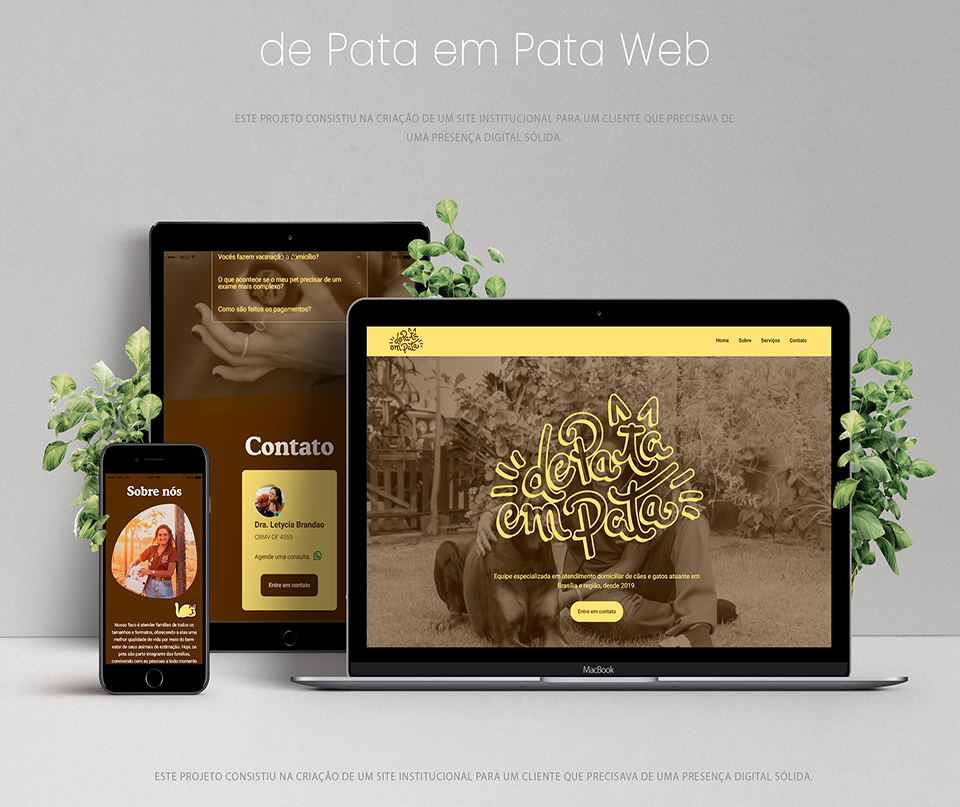 de Pata em Pata Web
ESTE PROJETO CONSISTIU NA CRIAÇÃO DE UM SITE INSTITUCIONAL PARA UM CLIENTE QUE PRECISAVA DE
UMA PRESENÇA DIGITAL SÓLIDA.
Vocês fazem vacinação a domicílio?
O que acontece se o meu pet precisar de um
exame mais complexo?
Como são feitos os pagamentos?
Contato
Dra. Letycia Brandao
CRMV-DF 4555
Agende uma consulta:
Entre em contato
Sobre nós
Nosso foco é atender famílias de todos os
tamanhos e formatos, oferecendo a elas uma
melhor qualidade de vida por meio do bem-
estar de seus animais de estimação. Hoje, os
pets são parte integrante das famílias,
convivendo com as pessoas a todo momento
de Pata
em Pata
Home Sobre Serviços Contato
de Pata
em Pata
Equipe especializada em atendimento domiciliar de cães e gatos atuante em
Brasília e região, desde 2019.
Entre em contato
MacBook
ESTE PROJETO CONSISTIU NA CRIAÇÃO DE UM SITE INSTITUCIONAL PARA UM CLIENTE QUE PRECISAVA DE UMA PRESENÇA DIGITAL SÓLIDA.